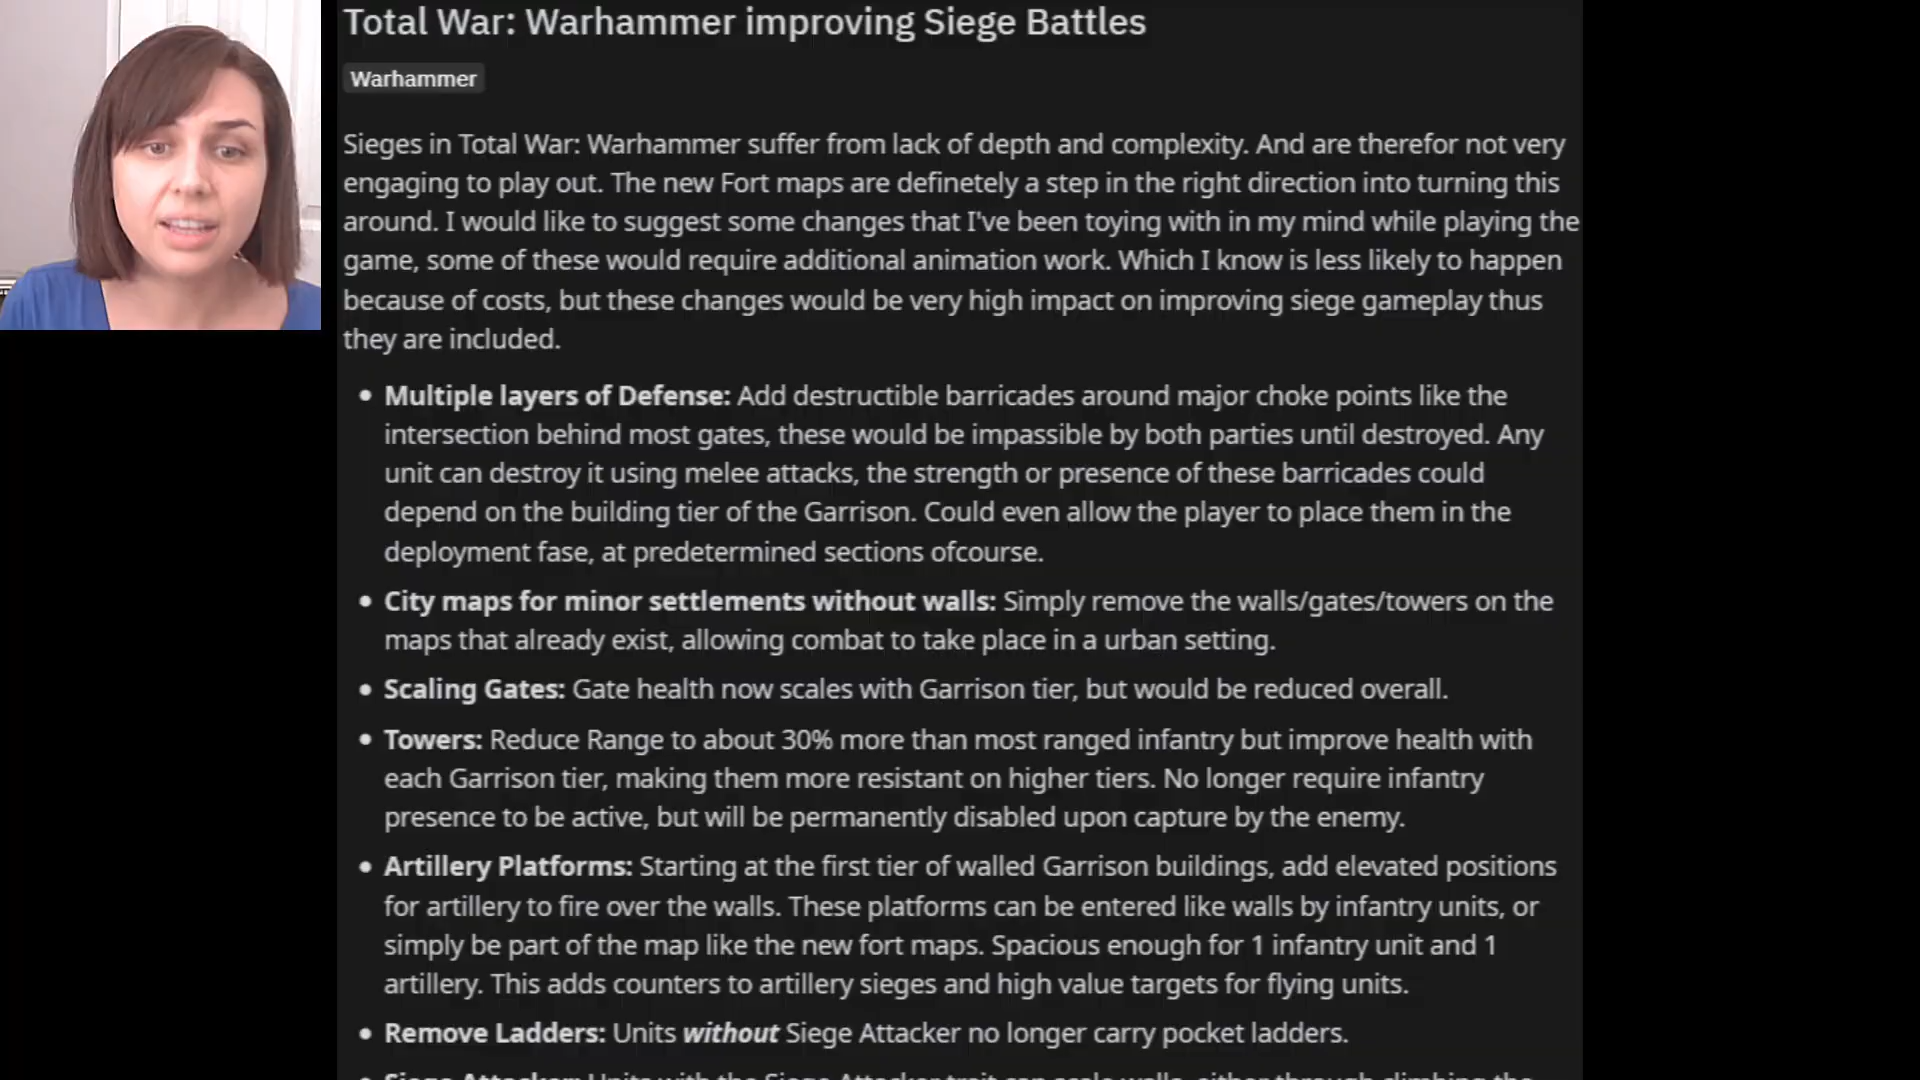 Total War: Warhammer improving Siege Battles
Warhammer
Sieges in Total War: Warhammer suffer from lack of depth and complexity. And are therefor not very
engaging to play out. The new Fort maps are definetely a step in the right direction into turning this
around. I would like to suggest some changes that I've been toying with in my mind while playing the
game, some of these would require additional animation work. Which I know is less likely to happen
because of costs, but these changes would be very high impact on improving siege gameplay thus
they are included.
• Multiple layers of Defense: Add destructible barricades around major choke points like the
intersection behind most gates, these would be impassible by both parties until destroyed. Any
unit can destroy it using melee attacks, the strength or presence of these barricades could
depend on the building tier of the Garrison. Could even allow the player to place them in the
deployment fase, at predetermined sections ofcourse.
• City maps for minor settlements without walls: Simply remove the walls/gates/towers on the
maps that already exist, allowing combat to take place in a urban setting.
• Scaling Gates: Gate health now scales with Garrison tier, but would be reduced overall.
• Towers: Reduce Range to about 30% more than most ranged infantry but improve health with
each Garrison tier, making them more resistant on higher tiers. No longer require infantry
presence to be active, but will be permanently disabled upon capture by the enemy.
• Artillery Platforms: Starting at the first tier of walled Garrison buildings, add elevated positions
for artillery to fire over the walls. These platforms can be entered like walls by infantry units, or
simply be part of the map like the new fort maps. Spacious enough for 1 infantry unit and 1
artillery. This adds counters to artillery sieges and high value targets for flying units.
• Remove Ladders: Units without Siege Attacker no longer carry pocket ladders.
• Siege Attacker: Units with the Siege Attacker trait can scale walls, either through climbing the